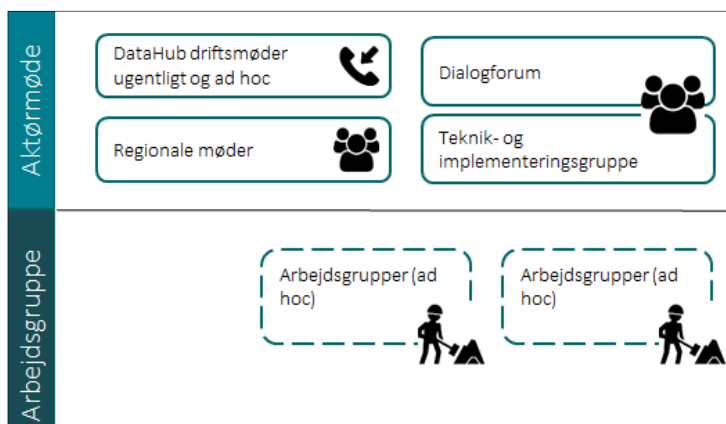 Aktørmøde
DataHub driftsmøder
ugentligt og ad hoc
Dialogforum
Regionale møder
Teknik- og
implementeringsgruppe
Arbejdsgruppe
Arbejdsgrupper (ad
hoc)
Arbejdsgrupper (ad
hoc)